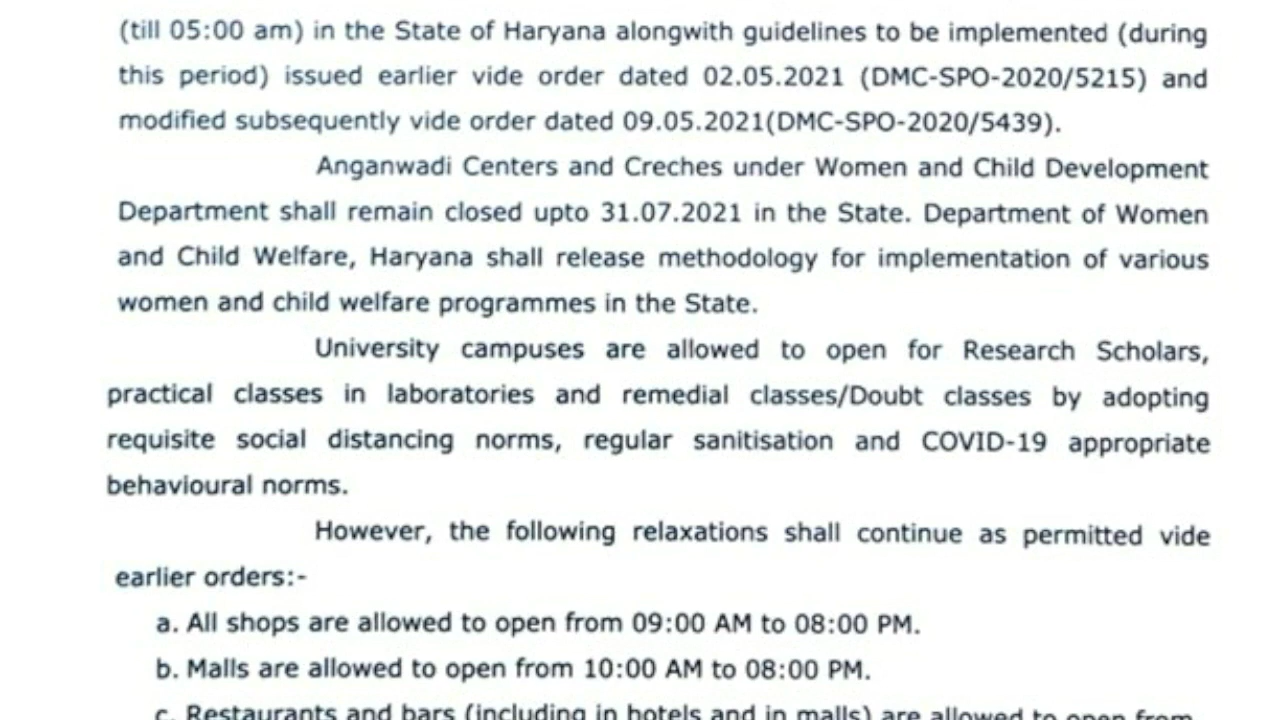 (till 05:00 am) in the State of Haryana alongwith guidelines to be implemented (during
this period) issued earlier vide order dated 02.05.2021 (DMC-SPO-2020/5215) and
modified subsequently vide order dated 09.05.2021(DMC-SPO-2020/5439).
Anganwadi Centers and Creches under Women and Child Development
Department shall remain closed upto 31.07.2021 in the State. Department of Women
and Child Welfare, Haryana shall release methodology for implementation of various
women and child welfare programmes in the State.
University campuses are allowed to open for Research Scholars,
practical classes in laboratories and remedial classes/Doubt classes by adopting
requisite social distancing norms, regular sanitisation and COVID-19 appropriate
behavioural norms.
However, the following relaxations shall continue as permitted vide
earlier orders:-
a. All shops are allowed to open from 09:00 AM to 08:00 PM.
b. Malls are allowed to open from 10:00 AM to 08:00 PM.
c. Restaurants and bars (including in hotels and in malls) are allowed to open from